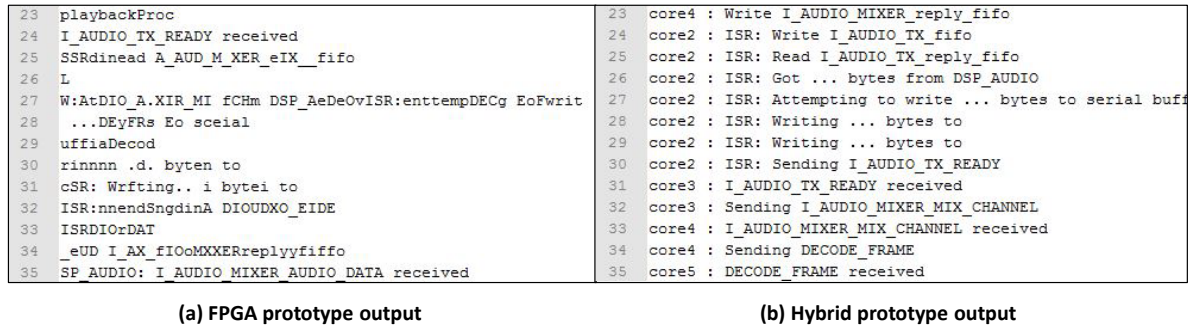 23 playbackProc
24 I_AUDIO_TX_READY received
25 SSRdinead A_AUD_M_XER_eIX__fifo
26 L
27 W:AtDIO_A.XIR_MI fCHm DSP_AeDeOvISR:enttempDECg EoFwrit
28 ...DEyFRs Eo sceial
29 uffiaDecod
30 rinnnn .d. byten to
31 cSR: Wrfting.. i bytei to
32 ISR:nnendSngdinA DIOUDXO_EIDE
33 ISRDIOrDAT
34 _eUD I_AX_fIOoMXXERreplyyfiffo
35 SP_AUDIO: I_AUDIO_MIXER_AUDIO_DATA received
(a) FPGA prototype output
23 core4 : Write I_AUDIO_MIXER_reply_fifo
24 core2 : ISR: Write I_AUDIO_TX_fifo
25 core2 : ISR: Read I_AUDIO_TX_reply_fifo
26 core2 : ISR: Got ... bytes from DSP_AUDIO
27 core2 : ISR: Attempting to write ... bytes to serial buff
28 core2 : ISR: Writing ... bytes to
29 core2 : ISR: Writing ... bytes to
30 core2 : ISR: Sending I_AUDIO_TX_READY
31 core3 : I_AUDIO_TX_READY received
32 core3 : Sending I_AUDIO_MIXER_MIX_CHANNEL
33 core4 : I_AUDIO_MIXER_MIX_CHANNEL received
34 core4 : Sending DECODE_FRAME
35 core5 : DECODE_FRAME received
(b) Hybrid prototype output